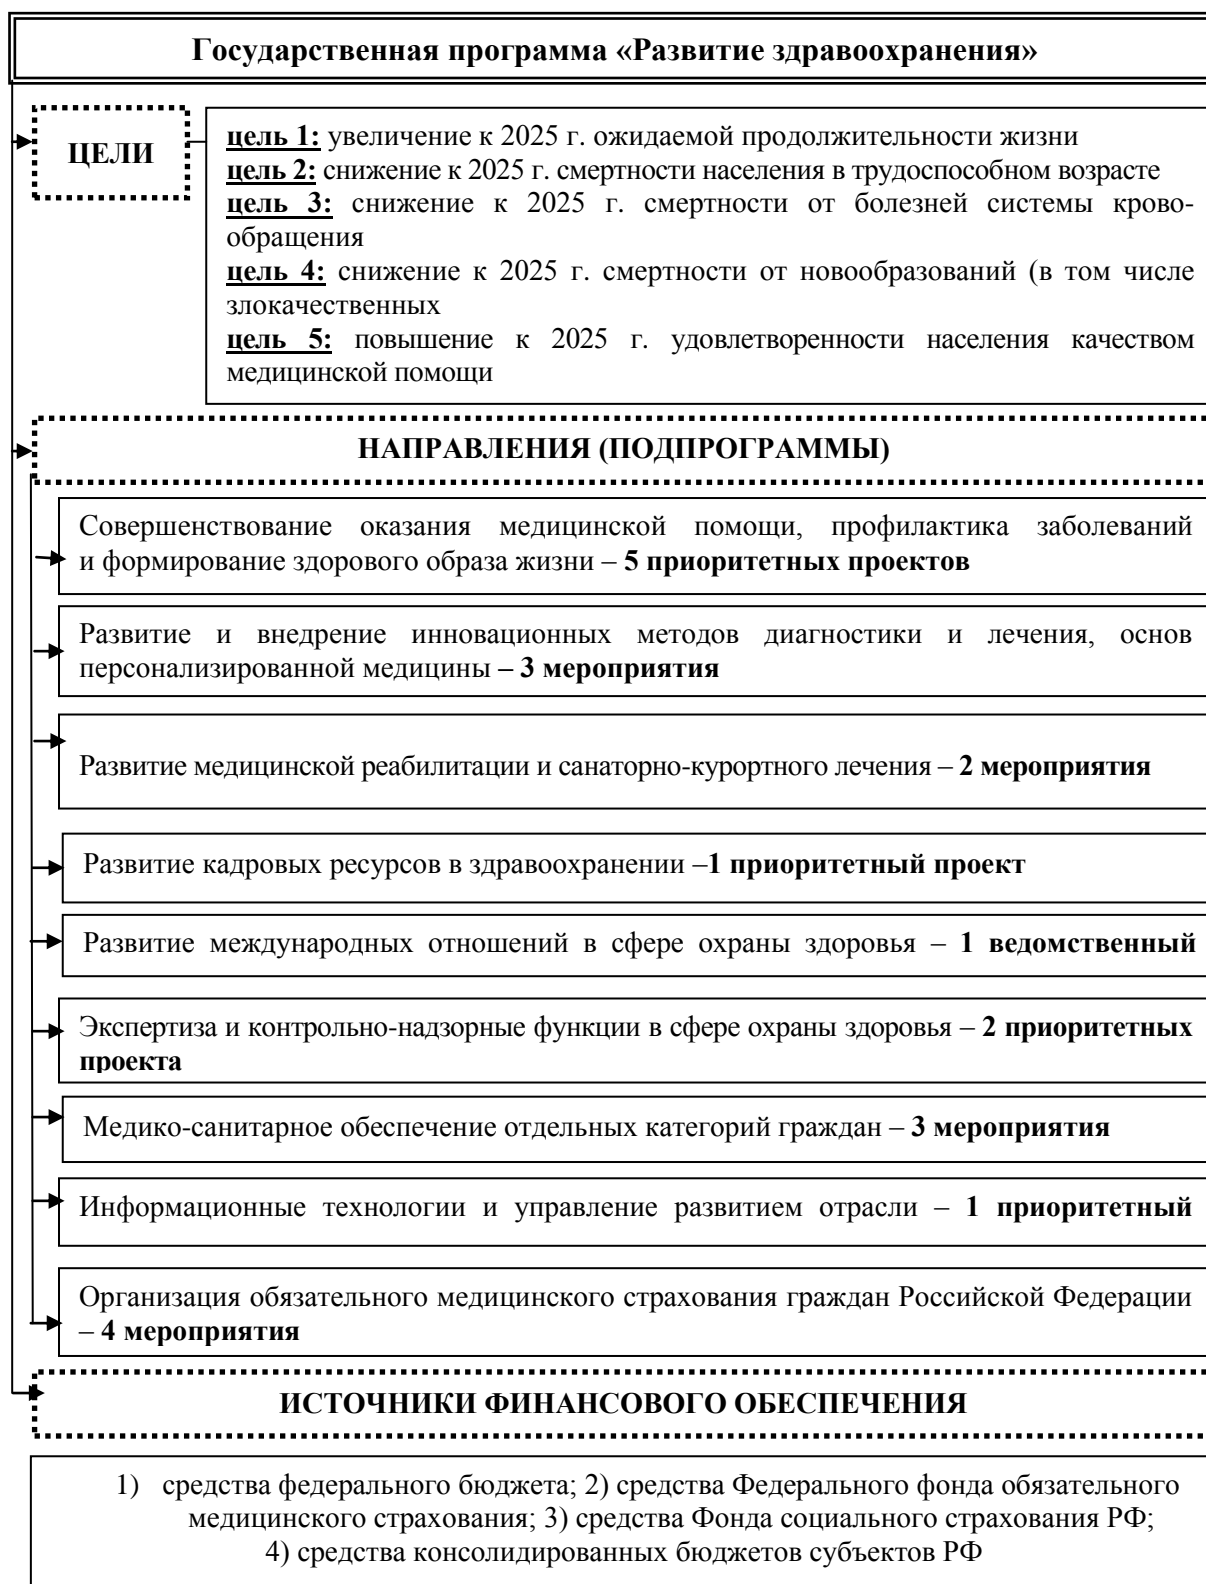 Государственная программа «Развитие здравоохранения»
ЦЕЛИ
цель 1: увеличение к 2025 г. ожидаемой продолжительности жизни
цель 2: снижение к 2025 г. смертности населения в трудоспособном возрасте
цель 3: снижение к 2025 г. смертности от болезней системы крово-
обращения
цель 4: снижение к 2025 г. смертности от новообразований (в том числе
злокачественных
цель 5: повышение к 2025 г. удовлетворенности населения качеством
медицинской помощи
НАПРАВЛЕНИЯ (ПОДПРОГРАММЫ)
Совершенствование оказания медицинской помощи, профилактика заболеваний
и формирование здорового образа жизни – 5 приоритетных проектов
Развитие и внедрение инновационных методов диагностики и лечения, основ
персонализированной медицины – 3 мероприятия
Развитие медицинской реабилитации и санаторно-курортного лечения – 2 мероприятия
Развитие кадровых ресурсов в здравоохранении –1 приоритетный проект
Развитие международных отношений в сфере охраны здоровья – 1 ведомственный
Экспертиза и контрольно-надзорные функции в сфере охраны здоровья – 2 приоритетных
проекта
Медико-санитарное обеспечение отдельных категорий граждан – 3 мероприятия
Информационные технологии и управление развитием отрасли – 1 приоритетный
Организация обязательного медицинского страхования граждан Российской Федерации
– 4 мероприятия
ИСТОЧНИКИ ФИНАНСОВОГО ОБЕСПЕЧЕНИЯ
1) средства федерального бюджета; 2) средства Федерального фонда обязательного
медицинского страхования; 3) средства Фонда социального страхования РФ;
4) средства консолидированных бюджетов субъектов РФ